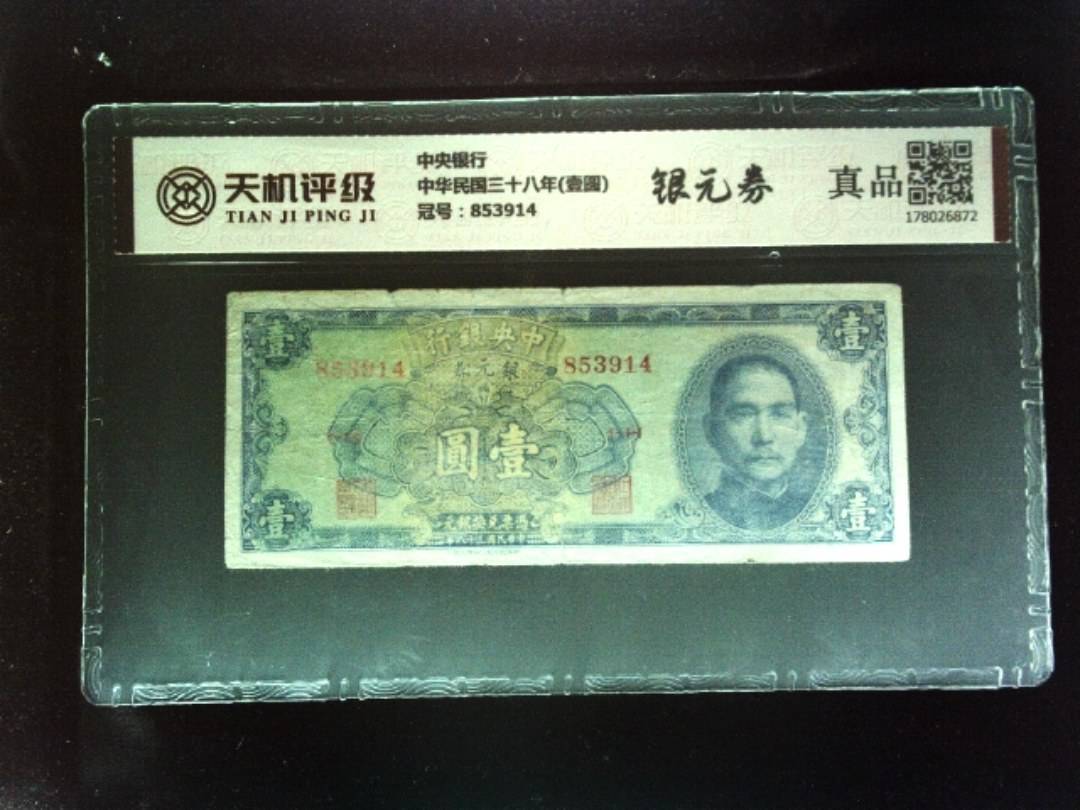 天机评级
TIAN JI PING JI
中央银行
中华民国三十八年(壹圆)
冠号：853914
银元券
真品
178026872
壹 行銀央中 壹
853914 券元銀 853914
圓壹
壹 壹